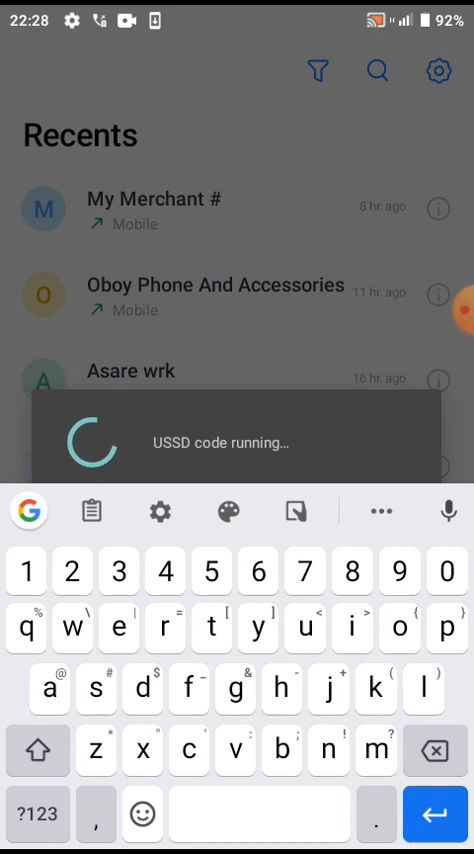 22:28 H 92%
Recents
M My Merchant # 8 hr. ago
Mobile
O Oboy Phone And Accessories 11 hr. ago
Mobile
A Asare wrk 16 hr. ago
USSD code running...
G
1 2 3 4 5 6 7 8 9 0
% \ | = [ ] < > { }
q w e r t y u i o p
@ # $ _ & - + ( )
a s d f g h j k l
* " ' : ; ! ?
z x c v b n m
?123 , .